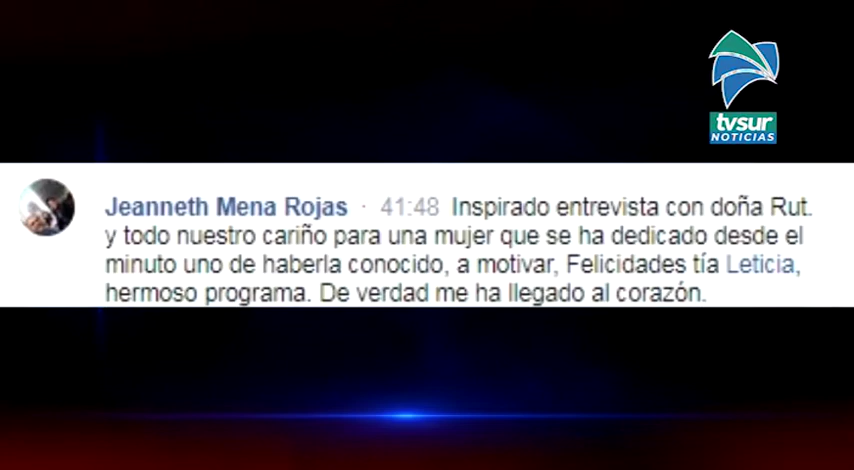 tvsur
NOTICIAS
Jeanneth Mena Rojas · 41:48 Inspirado entrevista con doña Rut.
y todo nuestro cariño para una mujer que se ha dedicado desde el
minuto uno de haberla conocido, a motivar, Felicidades tía Leticia,
hermoso programa. De verdad me ha llegado al corazón.